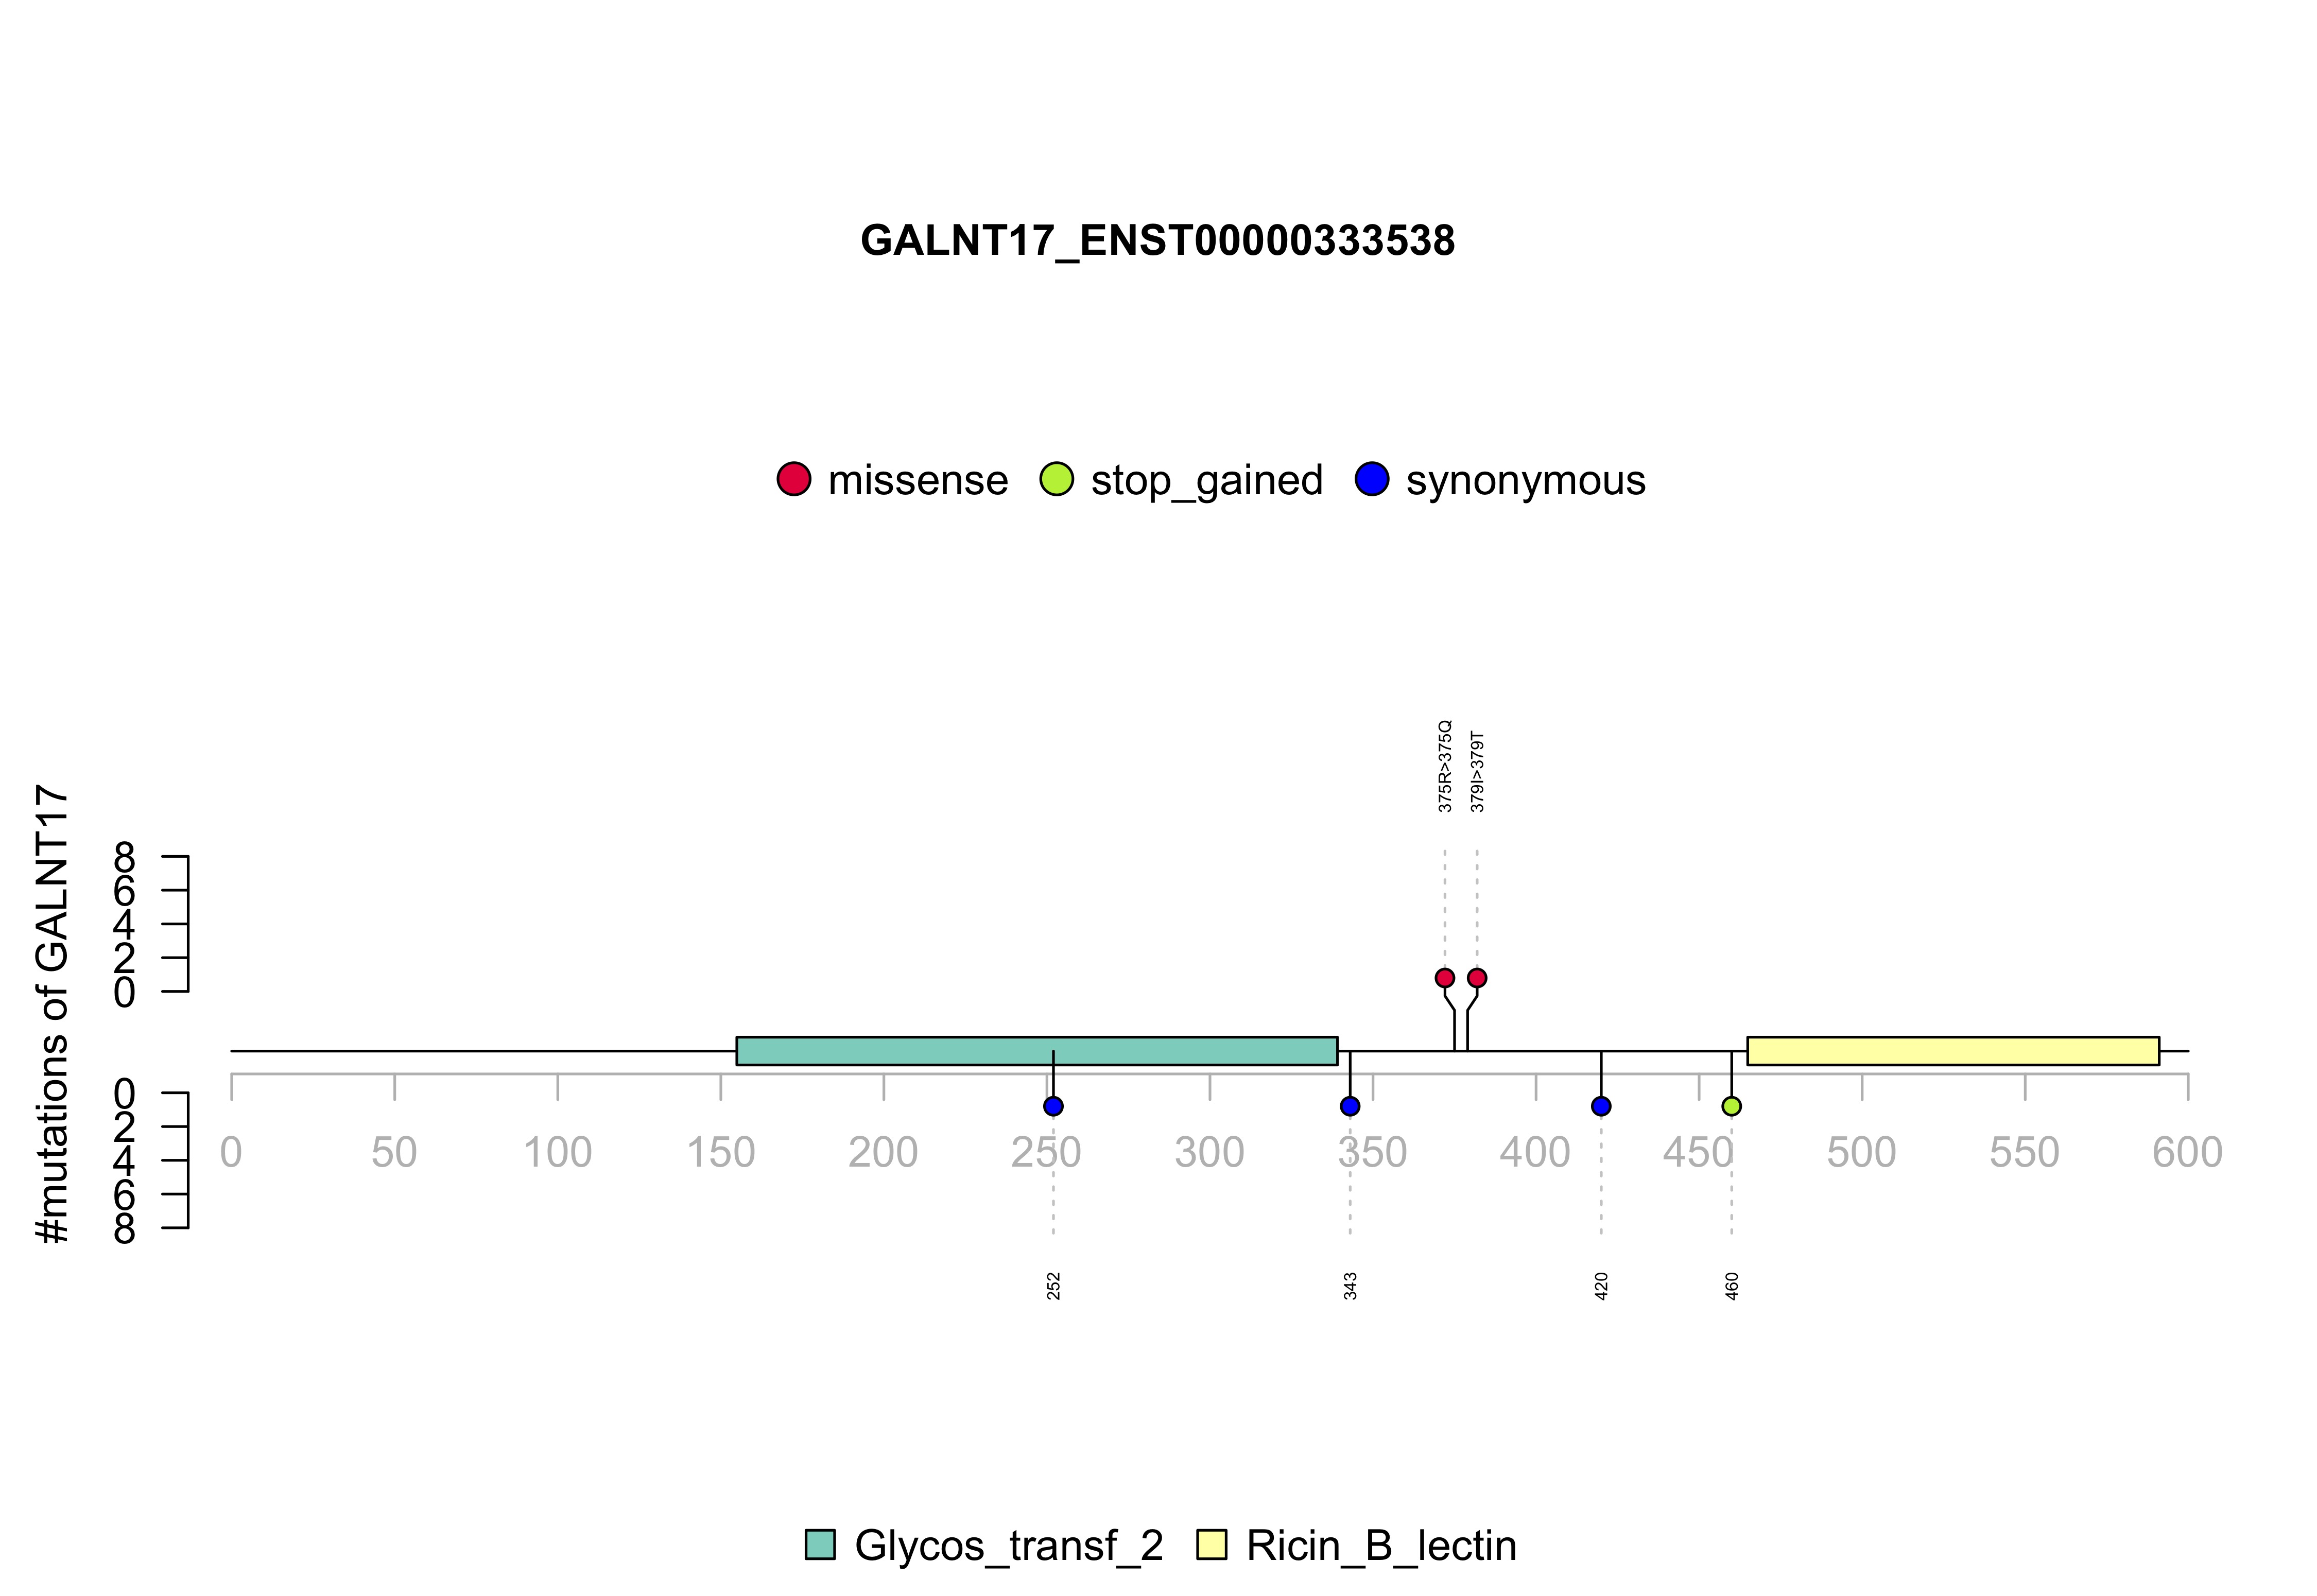 GALNT17_ENST00000333538
missense stop_gained synonymous
375R>375Q
379I>379T
#mutations of GALNT17
8
6
4
2
0
0
2
4
6
8
0 50 100 150 200 250 300 350 400 450 500 550 600
252 343 420 460
Glycos_transf_2 Ricin_B_lectin